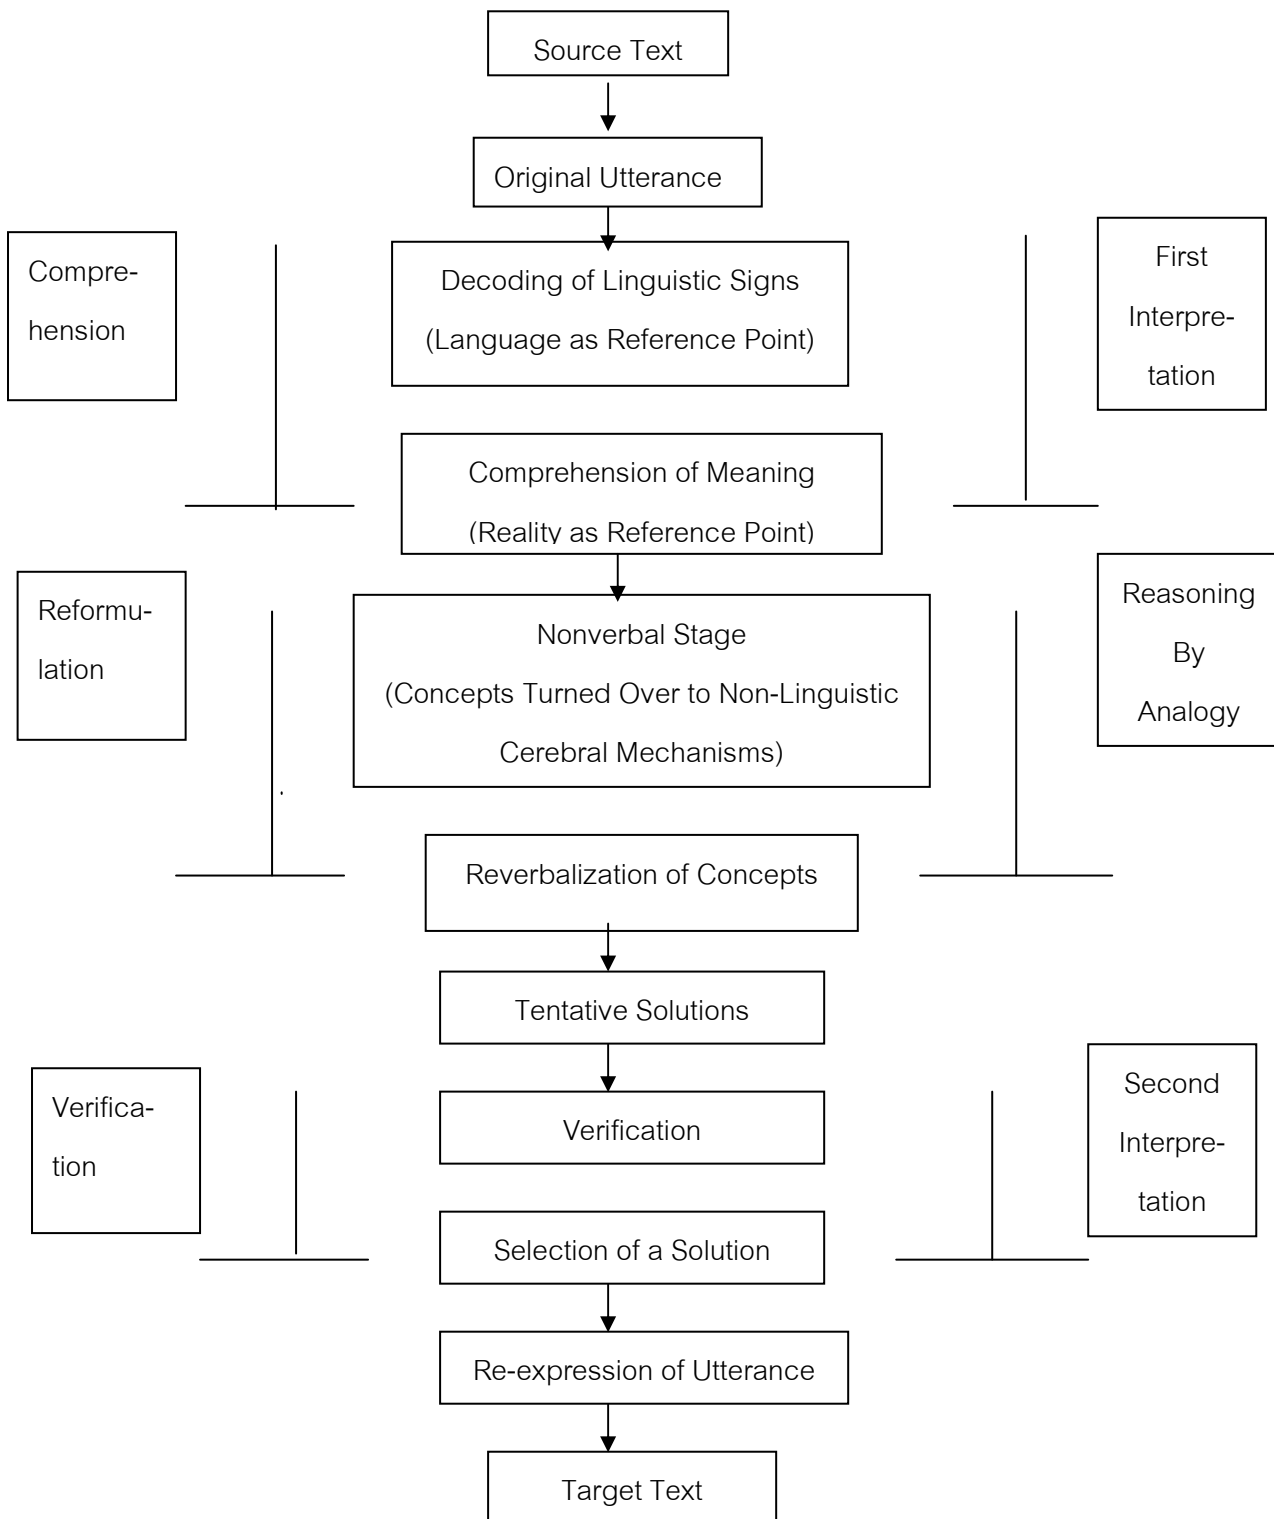 Source Text
Original Utterance
Compre-
hension
Decoding of Linguistic Signs
(Language as Reference Point)
First
Interpre-
tation
Comprehension of Meaning
(Reality as Reference Point)
Reformu-
lation
Nonverbal Stage
(Concepts Turned Over to Non-Linguistic
Cerebral Mechanisms)
Reasoning
By
Analogy
Reverbalization of Concepts
Tentative Solutions
Verifica-
tion
Verification
Second
Interpre-
tation
Selection of a Solution
Re-expression of Utterance
Target Text